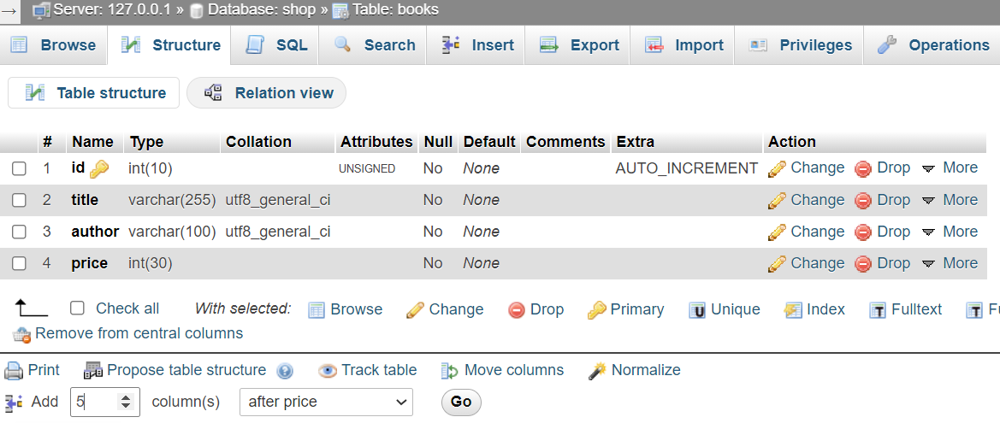 Server: 127.0.0.1 » Database: shop » Table: books
Browse Structure SQL Search Insert Export Import Privileges Operations
Table structure Relation view
# Name Type Collation Attributes Null Default Comments Extra Action
1 id int(10) UNSIGNED No None AUTO_INCREMENT Change Drop More
2 title varchar(255) utf8_general_ci No None Change Drop More
3 author varchar(100) utf8_general_ci No None Change Drop More
4 price int(30) No None Change Drop More
Check all With selected: Browse Change Drop Primary Unique Index Fulltext
Remove from central columns
Print Propose table structure Track table Move columns Normalize
Add 5 column(s) after price Go